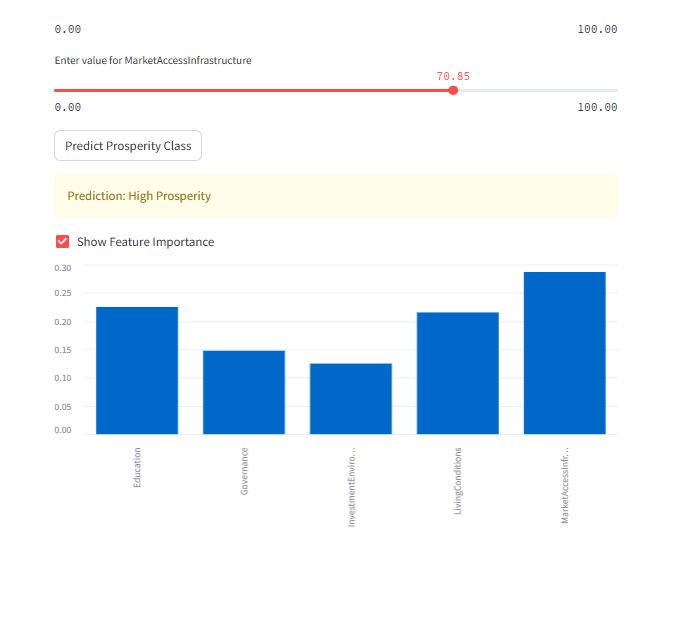 0.00 100.00
Enter value for MarketAccessInfrastructure
70.85
0.00 100.00
Predict Prosperity Class
Prediction: High Prosperity
Show Feature Importance
0.30
0.25
0.20
0.15
0.10
0.05
0.00
Education
Governance
InvestmentEnviro...
LivingConditions
MarketAccessInfr...